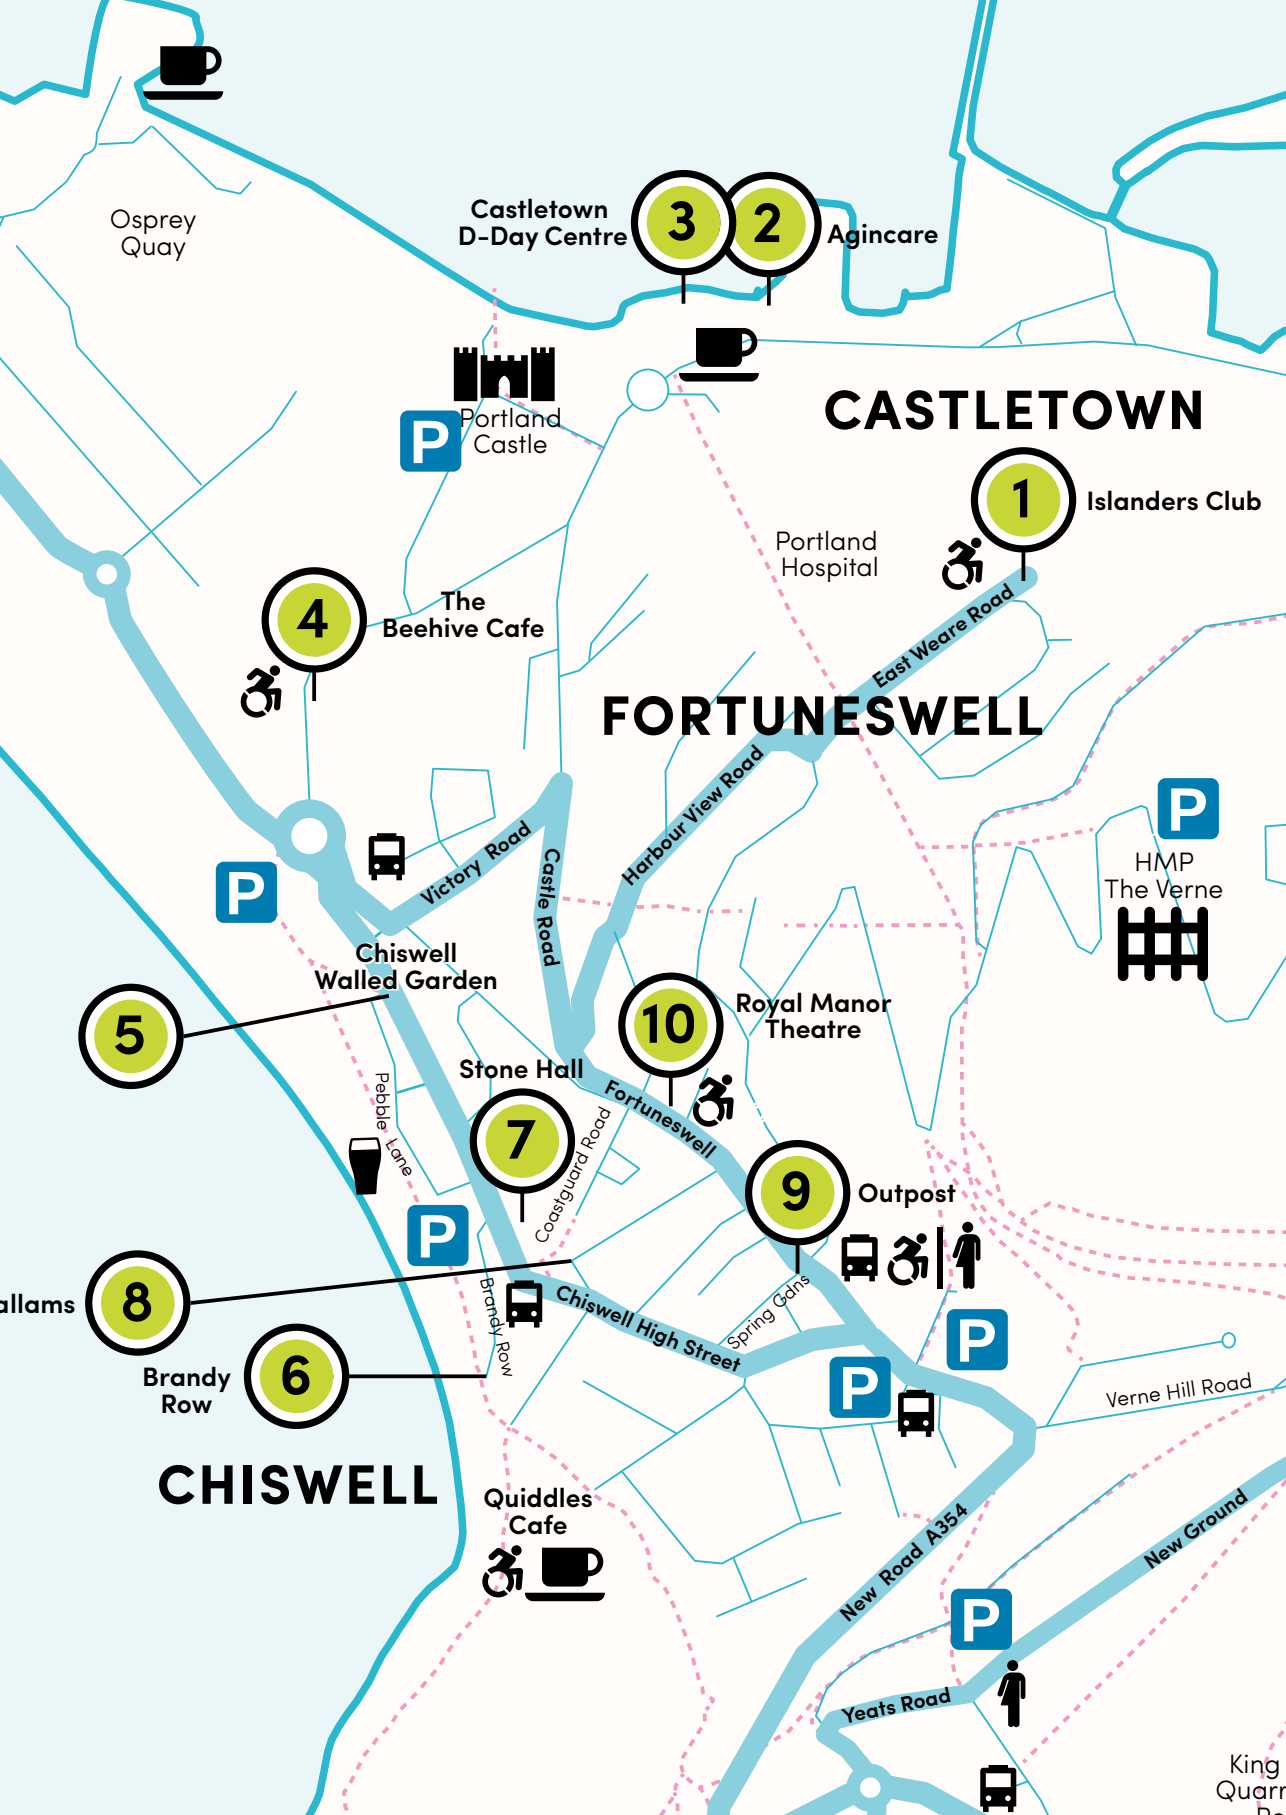 Osprey
Quay
Castletown
D-Day Centre
3
2
Agincare
Portland
Castle
P
CASTLETOWN
1
Islanders Club
Portland
Hospital
East Weare Road
4
The
Beehive Cafe
FORTUNESWELL
Harbour View Road
Victory Road
Castle Road
P
P
HMP
The Verne
Chiswell
Walled Garden
5
10
Royal Manor
Theatre
Stone Hall
7
Fortuneswell
Pebble Lane
Coastguard Road
P
9
Outpost
allams
8
Brandy Row
Chiswell High Street
Spring Gdns
P
P
Brandy
Row
6
Verne Hill Road
CHISWELL
Quiddles
Cafe
New Road A354
New Ground
P
Yeats Road
King
Quarr